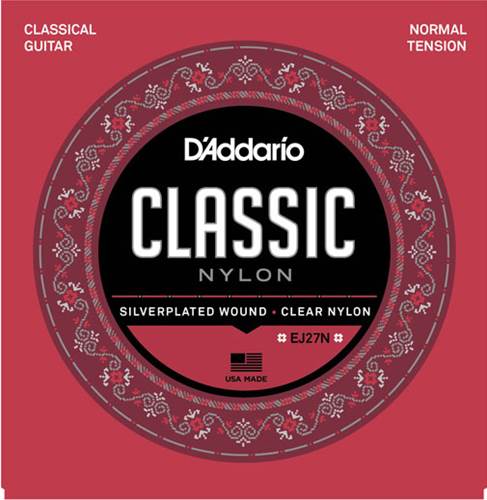 CLASSICAL
GUITAR
NORMAL
TENSION
D'Addario
CLASSIC
NYLON
SILVERPLATED WOUND • CLEAR NYLON
EJ27N
USA MADE